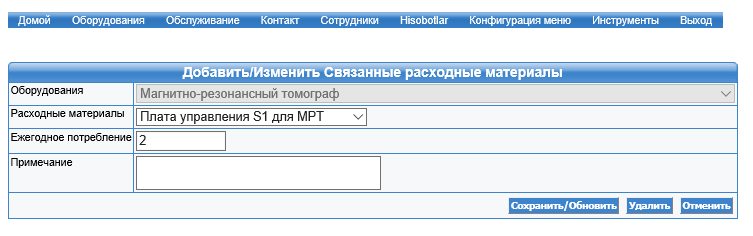 Домой Оборудования Обслуживание Контакт Сотрудники Hisobotlar Конфигурация меню Инструменты Выход
Добавить/Изменить Связанные расходные материалы
Оборудования Магнитно-резонансный томограф
Расходные материалы Плата управления S1 для МРТ
Ежегодное потребление 2
Примечание
Сохранить/Обновить Удалить Отменить